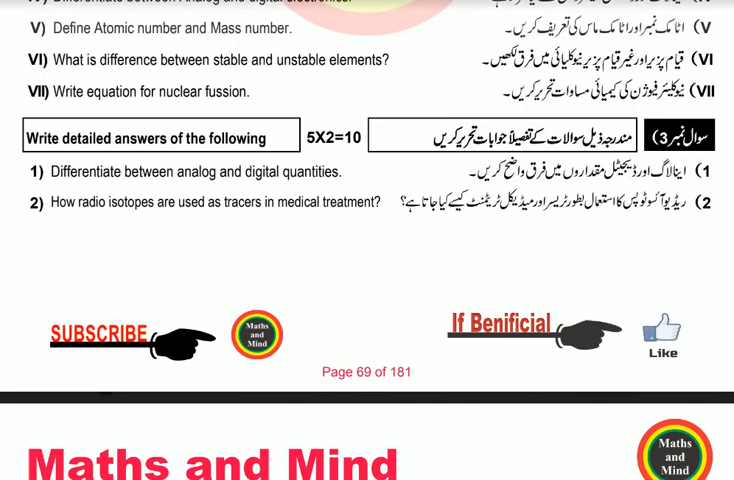 V) Define Atomic number and Mass number. V) اٹامک نمبر اور اٹامک ماس کی تعریف کریں۔
VI) What is difference between stable and unstable elements? VI) قیام پزیر اور غیر قیام پزیر نیوکلیائی میں فرق لکھیں۔
VII) Write equation for nuclear fussion. VII) نیوکلیئر فیوژن کی کیمیائی مساوات تحریر کریں۔
Write detailed answers of the following 5X2=10 مندرجہ ذیل سوالات کے تفصیلاً جوابات تحریر کریں سوال نمبر 3)
1) Differentiate between analog and digital quantities. 1) اینالاگ اور ڈیجیٹل مقداروں میں فرق واضح کریں۔
2) How radio isotopes are used as tracers in medical treatment? 2) ریڈیو آئسوٹوپس کا استعمال بطور ٹریسر اور میڈیکل ٹریٹمنٹ کیسے کیا جاتا ہے؟
SUBSCRIBE
Maths
and
Mind
If Benificial
Like
Page 69 of 181
Maths and Mind
Maths
and
Mind